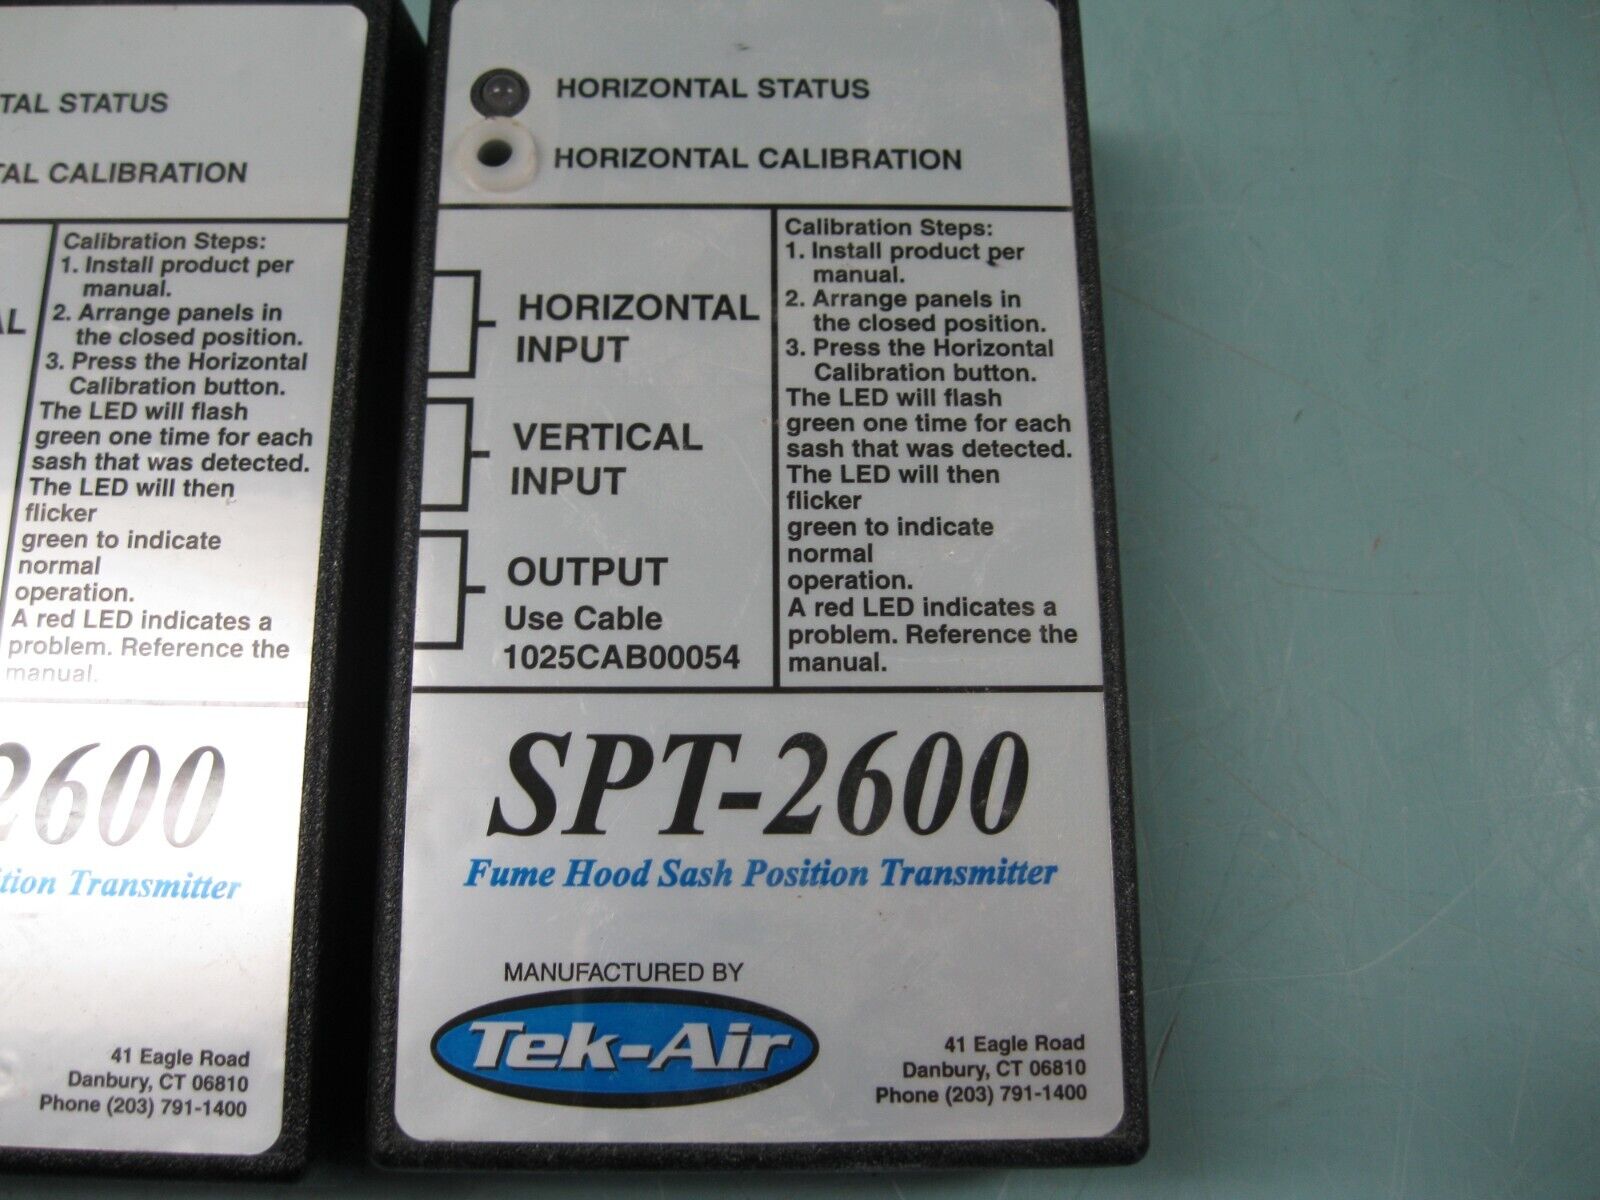 TAL STATUS
TAL CALIBRATION
AL
Calibration Steps:
1. Install product per
manual.
2. Arrange panels in
the closed position.
3. Press the Horizontal
Calibration button.
The LED will flash
green one time for each
sash that was detected.
The LED will then
flicker
green to indicate
normal
operation.
A red LED indicates a
problem. Reference the
manual.
2600
ition Transmitter
41 Eagle Road
Danbury, CT 06810
Phone (203) 791-1400
HORIZONTAL STATUS
HORIZONTAL CALIBRATION
HORIZONTAL
INPUT
VERTICAL
INPUT
OUTPUT
Use Cable
1025CAB00054
Calibration Steps:
1. Install product per
manual.
2. Arrange panels in
the closed position.
3. Press the Horizontal
Calibration button.
The LED will flash
green one time for each
sash that was detected.
The LED will then
flicker
green to indicate
normal
operation.
A red LED indicates a
problem. Reference the
manual.
SPT-2600
Fume Hood Sash Position Transmitter
MANUFACTURED BY
Tek-Air
41 Eagle Road
Danbury, CT 06810
Phone (203) 791-1400